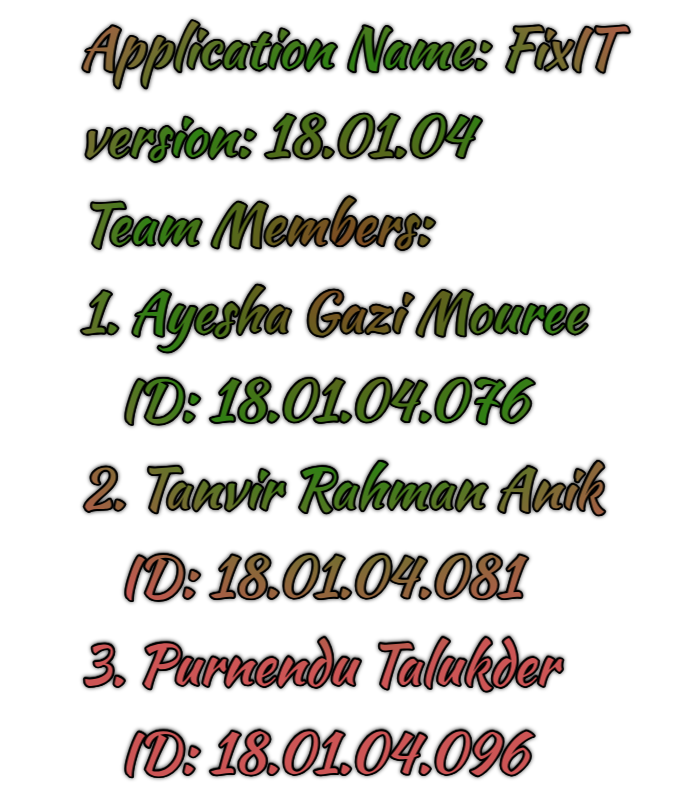 Application Name: FixIT
version: 18.01.04
Team Members:
1. Ayesha Gazi Mouree
ID: 18.01.04.076
2. Tanvir Rahman Anik
ID: 18.01.04.081
3. Purnendu Talukder
ID: 18.01.04.096